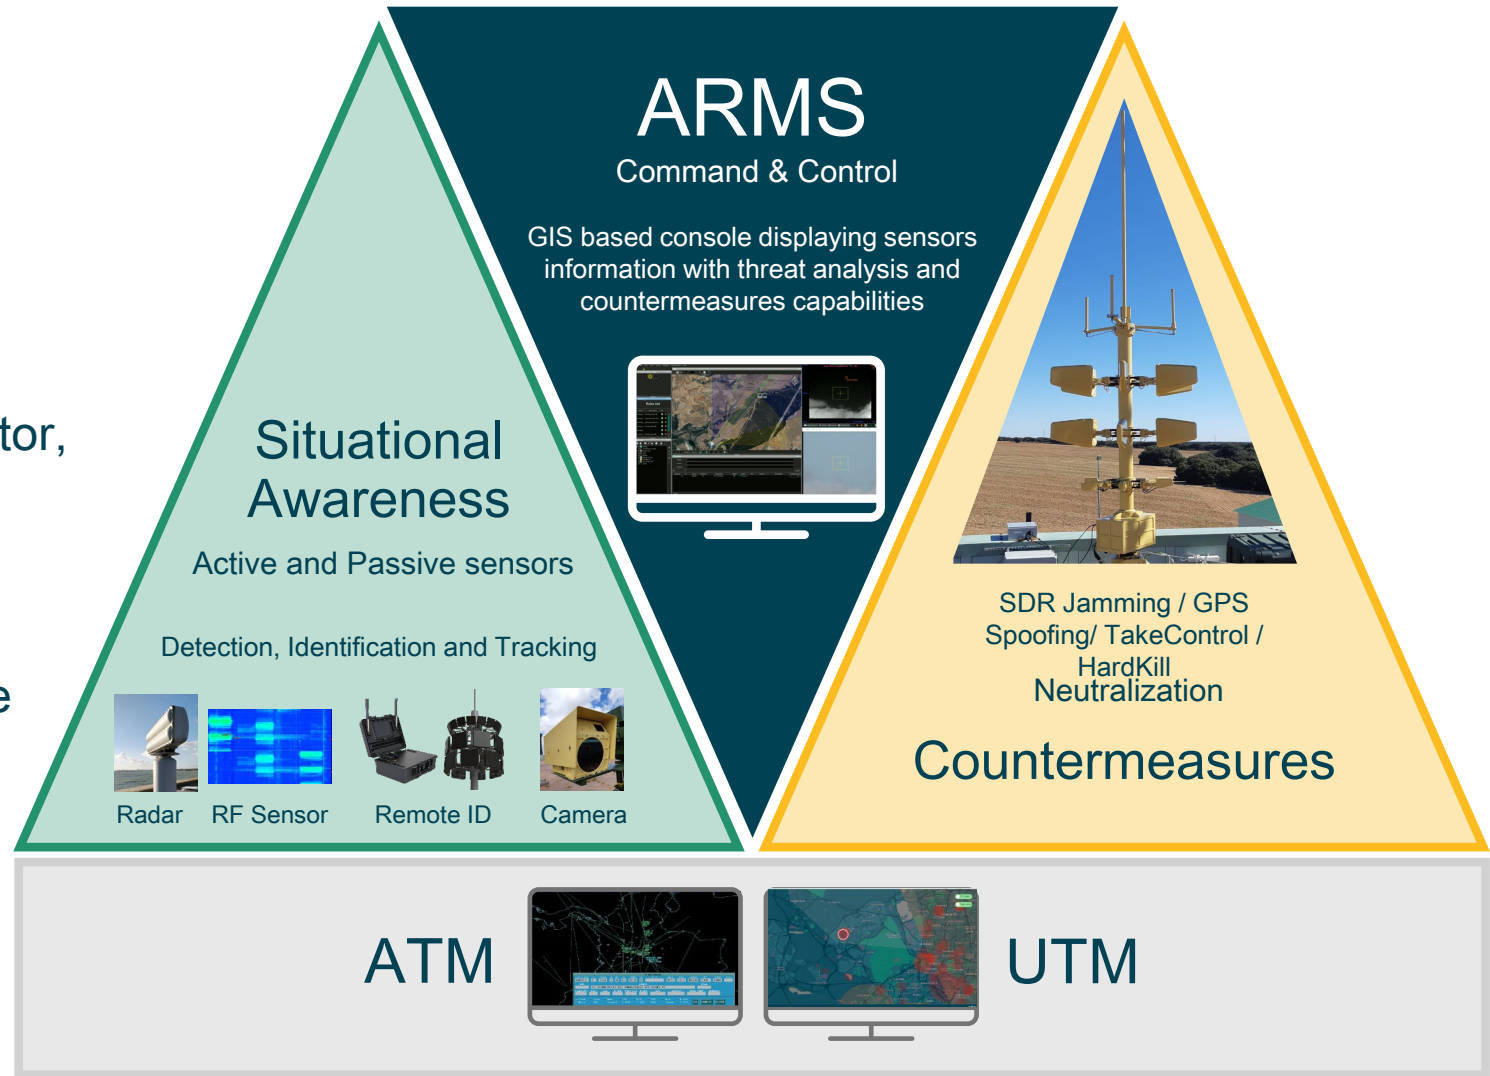 ARMS
Command & Control
GIS based console displaying sensors
information with threat analysis and
countermeasures capabilities
tor,
e
Situational
Awareness
Active and Passive sensors
Detection, Identification and Tracking
Radar
RF Sensor
Remote ID
Camera
SDR Jamming / GPS
Spoofing/ TakeControl /
HardKill
Neutralization
Countermeasures
ATM
UTM